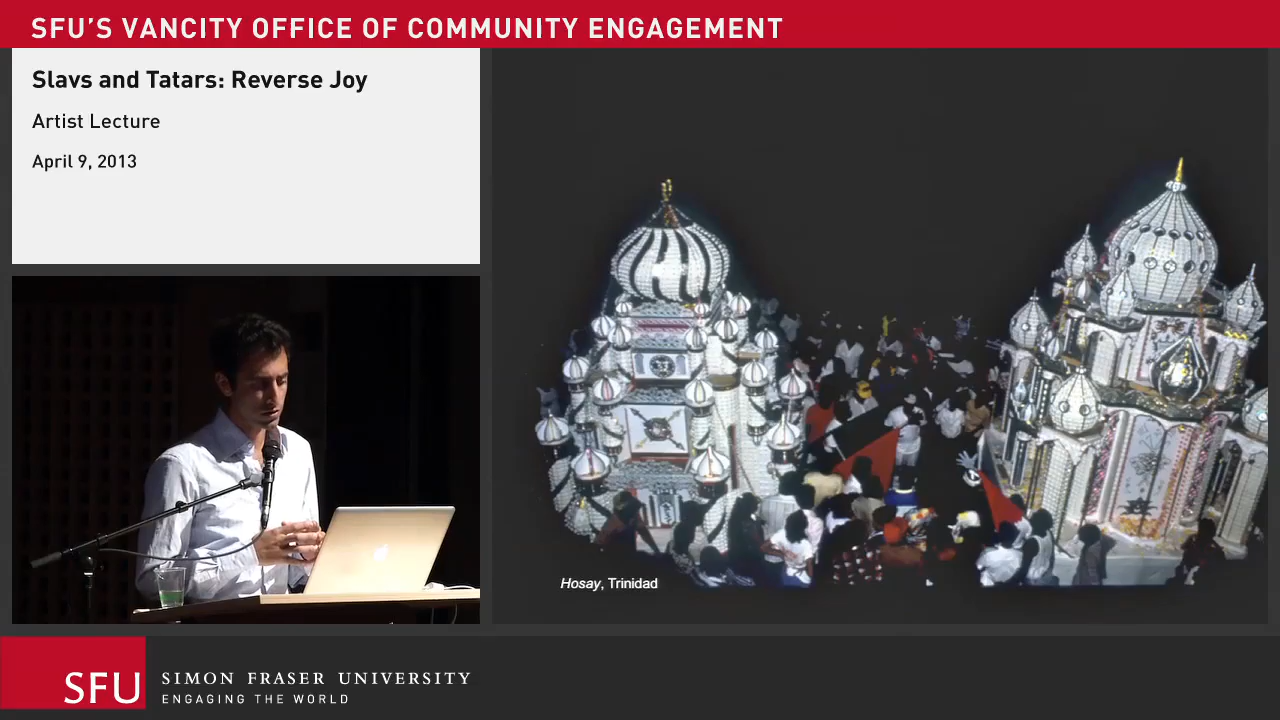 SFU'S VANCITY OFFICE OF COMMUNITY ENGAGEMENT
Slavs and Tatars: Reverse Joy
Artist Lecture
April 9, 2013
Hosay, Trinidad
SFU
SIMON FRASER UNIVERSITY
ENGAGING THE WORLD